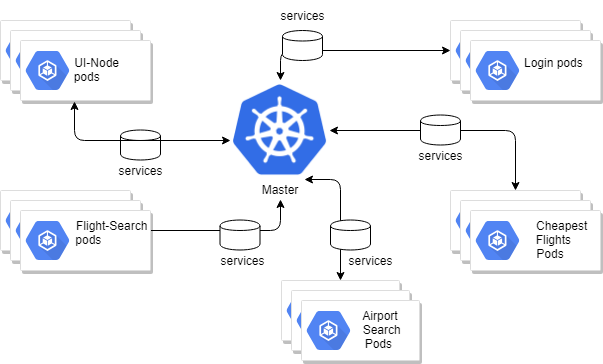 services
UI-Node
pods
Login pods
services
services
Master
Flight-Search
pods
services
services
Cheapest
Flights
Pods
Airport
Search
Pods